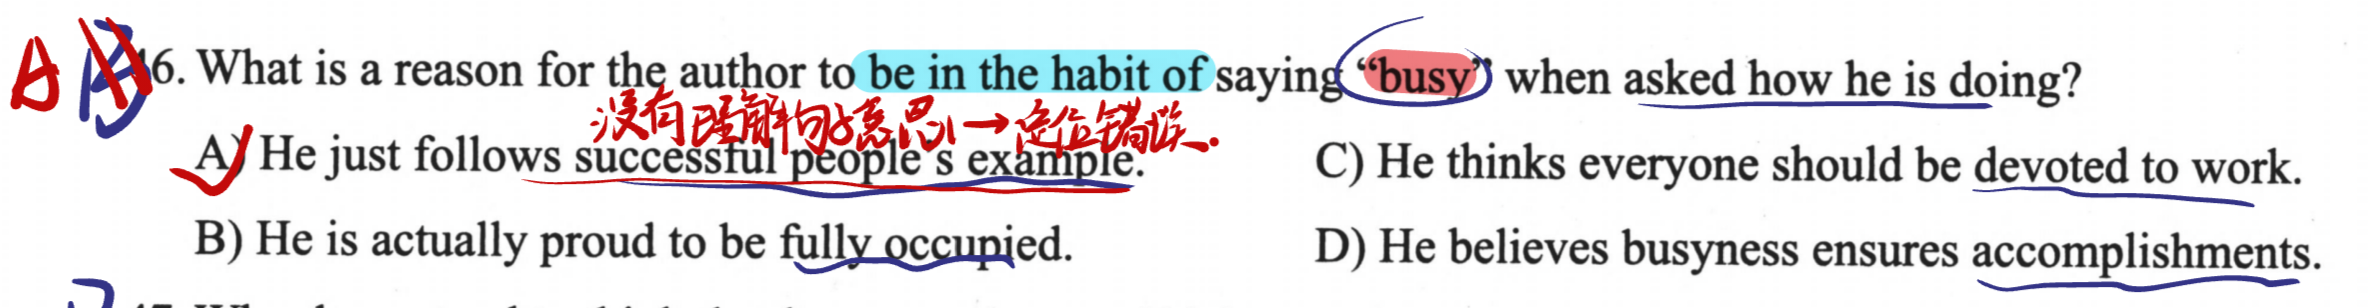 A 46. What is a reason for the author to be in the habit of saying “busy” when asked how he is doing?
没有理解句子意思→定位错误.
A) He just follows successful people's example.
C) He thinks everyone should be devoted to work.
B) He is actually proud to be fully occupied.
D) He believes busyness ensures accomplishments.